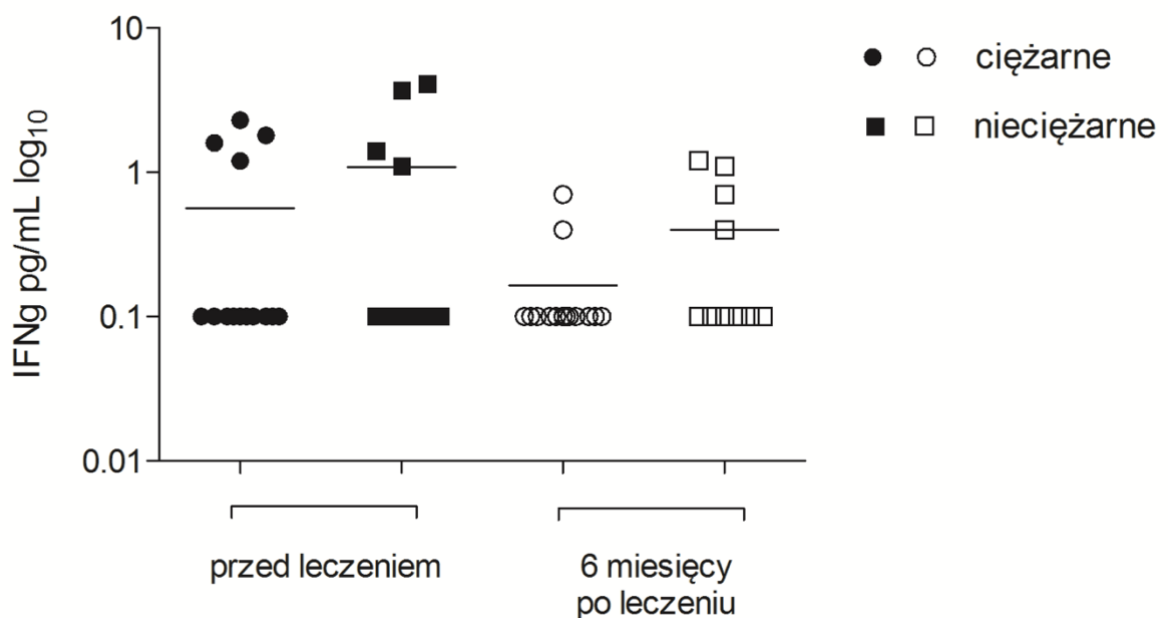 10
1
0.1
0.01
IFNg pg/mL log10
ciężarne
nieciężarne
przed leczeniem
6 miesięcy
po leczeniu